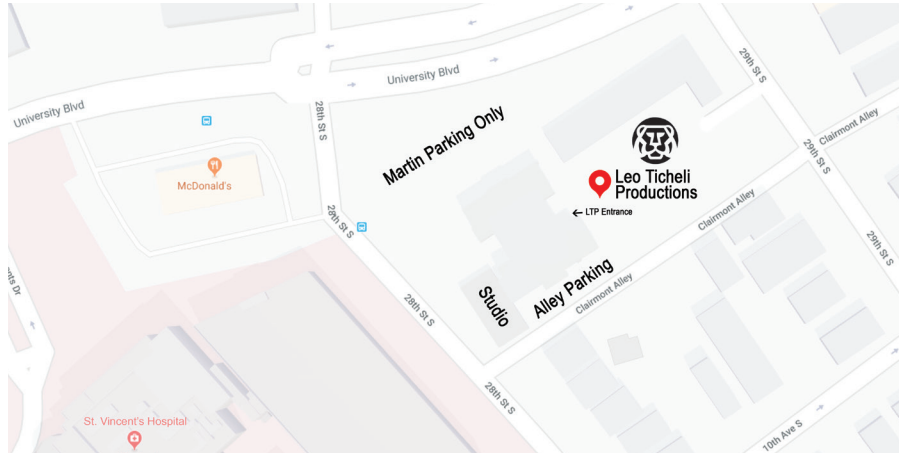 University Blvd
University Blvd
28th St S
29th St S
Martin Parking Only
Leo Ticheli
Productions
← LTP Entrance
Clairmont Alley
29th St S
Clairmont Alley
McDonald's
28th St S
29th St S
Alley Parking
Studio
Clairmont Alley
28th St S
28th St S
10th Ave S
St. Vincent's Hospital